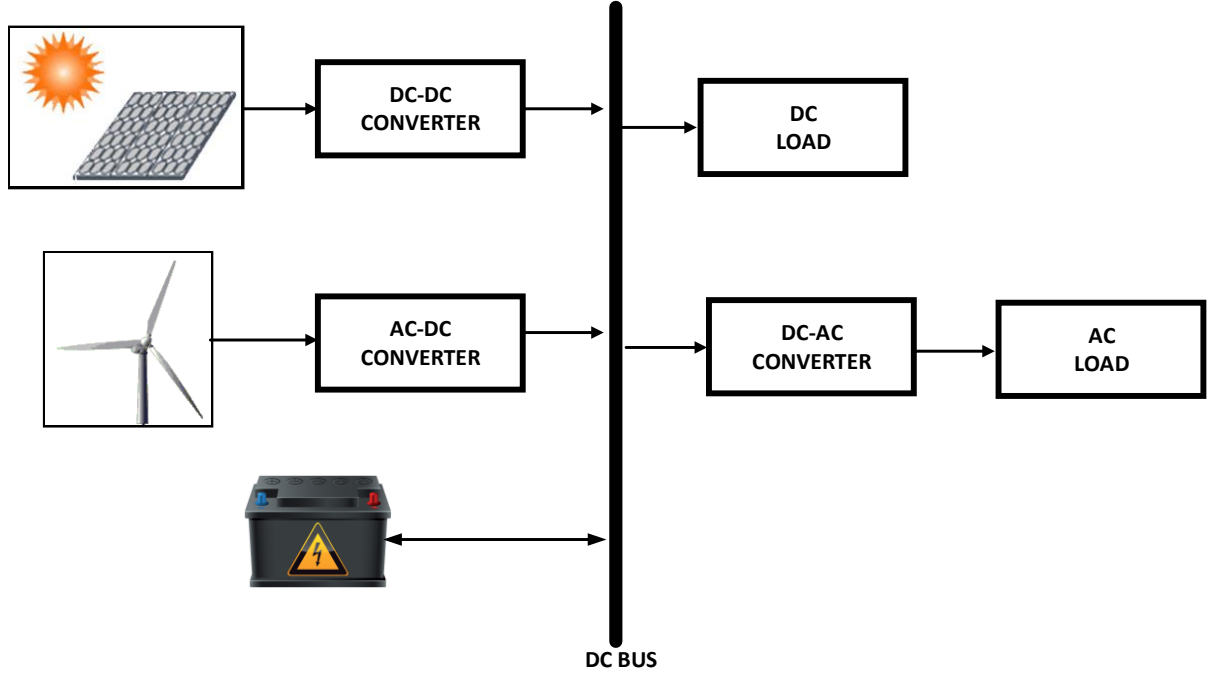 DC-DC
CONVERTER
DC
LOAD
AC-DC
CONVERTER
DC-AC
CONVERTER
AC
LOAD
DC BUS